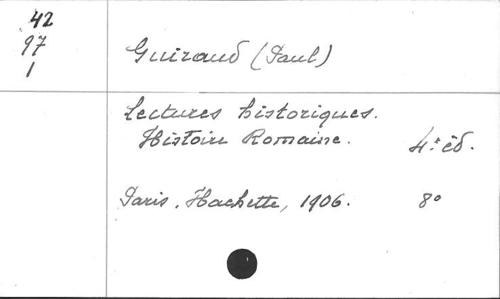 42
97
1
Guiraud (Paul)
Lectures historiques.
Histoire Romaine. 4e éd.
Paris, Hachette, 1906. 8°